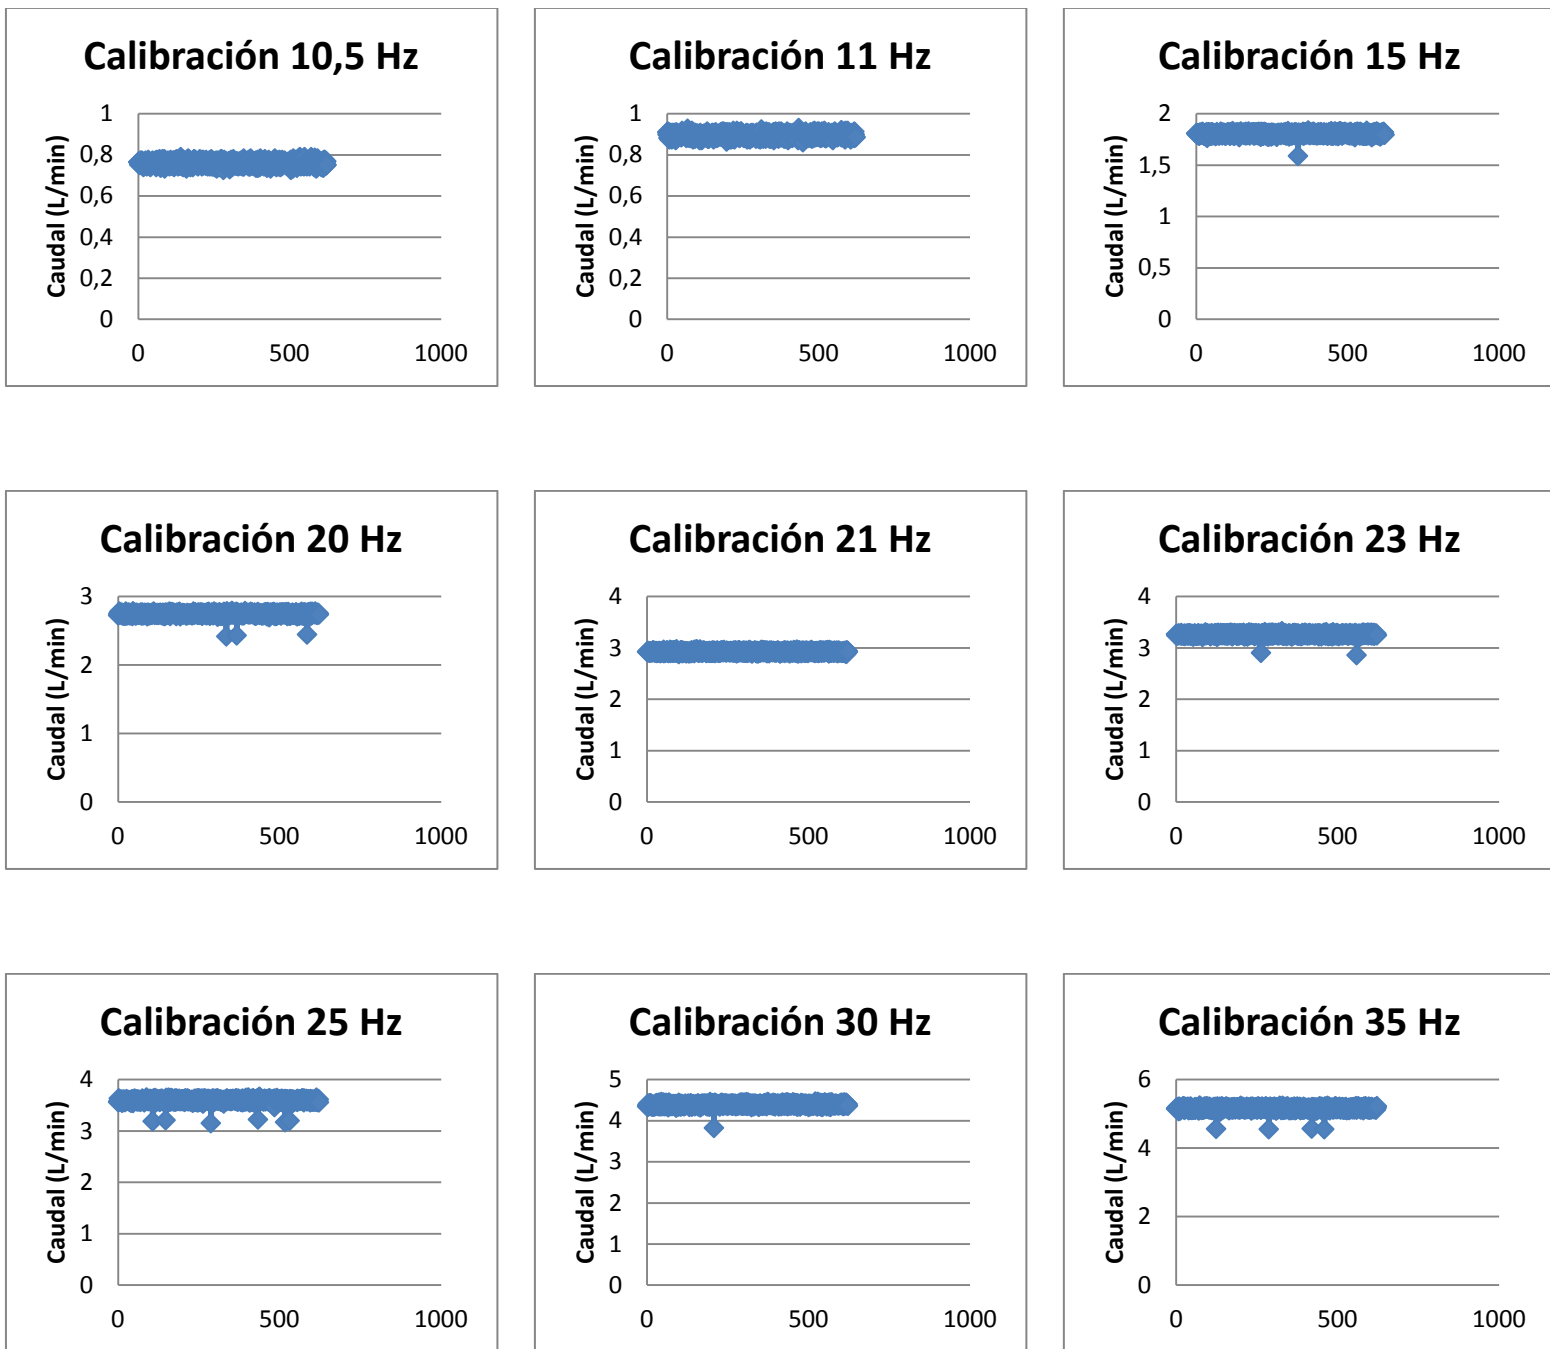 Calibración 10,5 Hz
Caudal (L/min)
1
0,8
0,6
0,4
0,2
0
0 500 1000
Calibración 11 Hz
Caudal (L/min)
1
0,8
0,6
0,4
0,2
0
0 500 1000
Calibración 15 Hz
Caudal (L/min)
2
1,5
1
0,5
0
0 500 1000
Calibración 20 Hz
Caudal (L/min)
3
2
1
0
0 500 1000
Calibración 21 Hz
Caudal (L/min)
4
3
2
1
0
0 500 1000
Calibración 23 Hz
Caudal (L/min)
4
3
2
1
0
0 500 1000
Calibración 25 Hz
Caudal (L/min)
4
3
2
1
0
0 500 1000
Calibración 30 Hz
Caudal (L/min)
5
4
3
2
1
0
0 500 1000
Calibración 35 Hz
Caudal (L/min)
6
4
2
0
0 500 1000